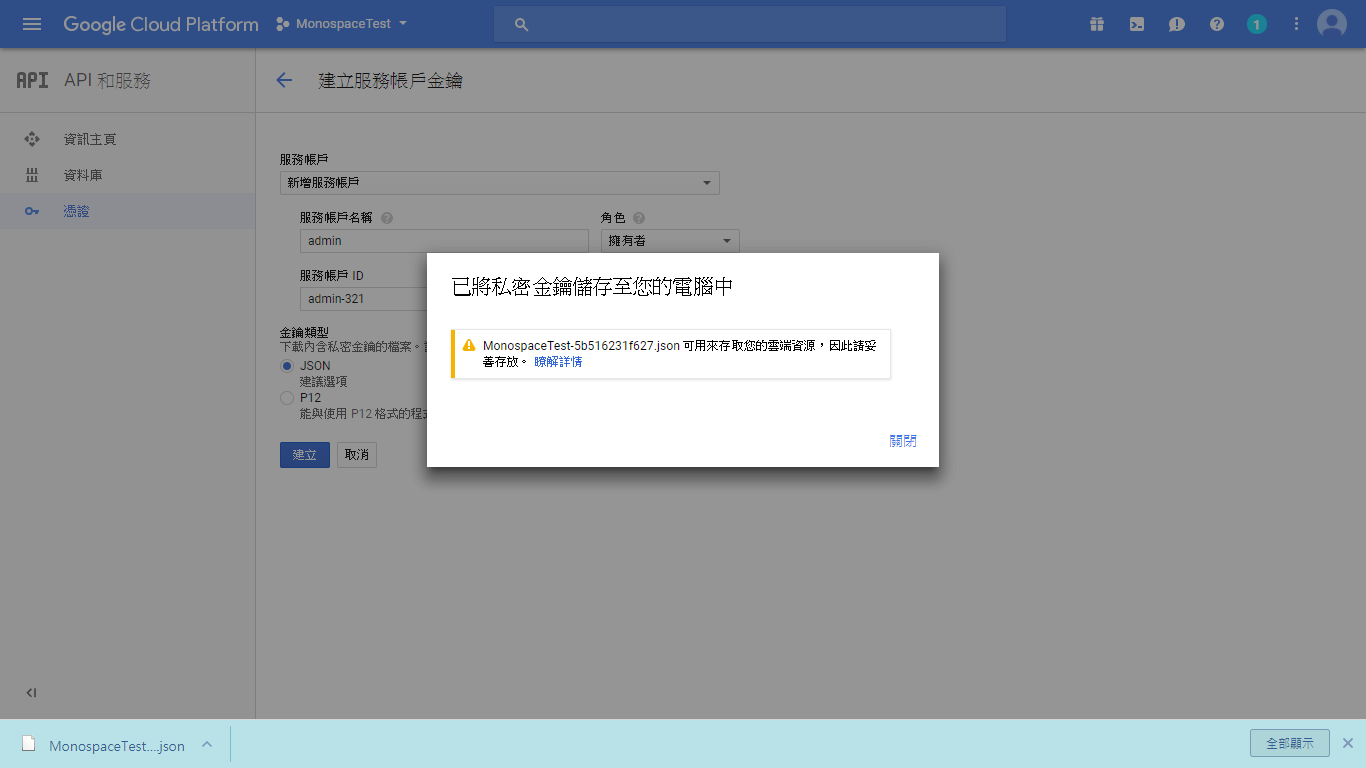 Google Cloud Platform
MonospaceTest
1
API
API 和服務
建立服務帳戶金鑰
資訊主頁
資料庫
憑證
服務帳戶
新增服務帳戶
服務帳戶名稱
角色
admin
擁有者
服務帳戶 ID
admin-321
金鑰類型
下載內含私密金鑰的檔案。
JSON
建議選項
P12
能與使用 P12 格式的程式
建立
取消
已將私密金鑰儲存至您的電腦中
MonospaceTest-5b516231f627.json 可用來存取您的雲端資源，因此請妥
善存放。 瞭解詳情
關閉
MonospaceTest....json
全部顯示